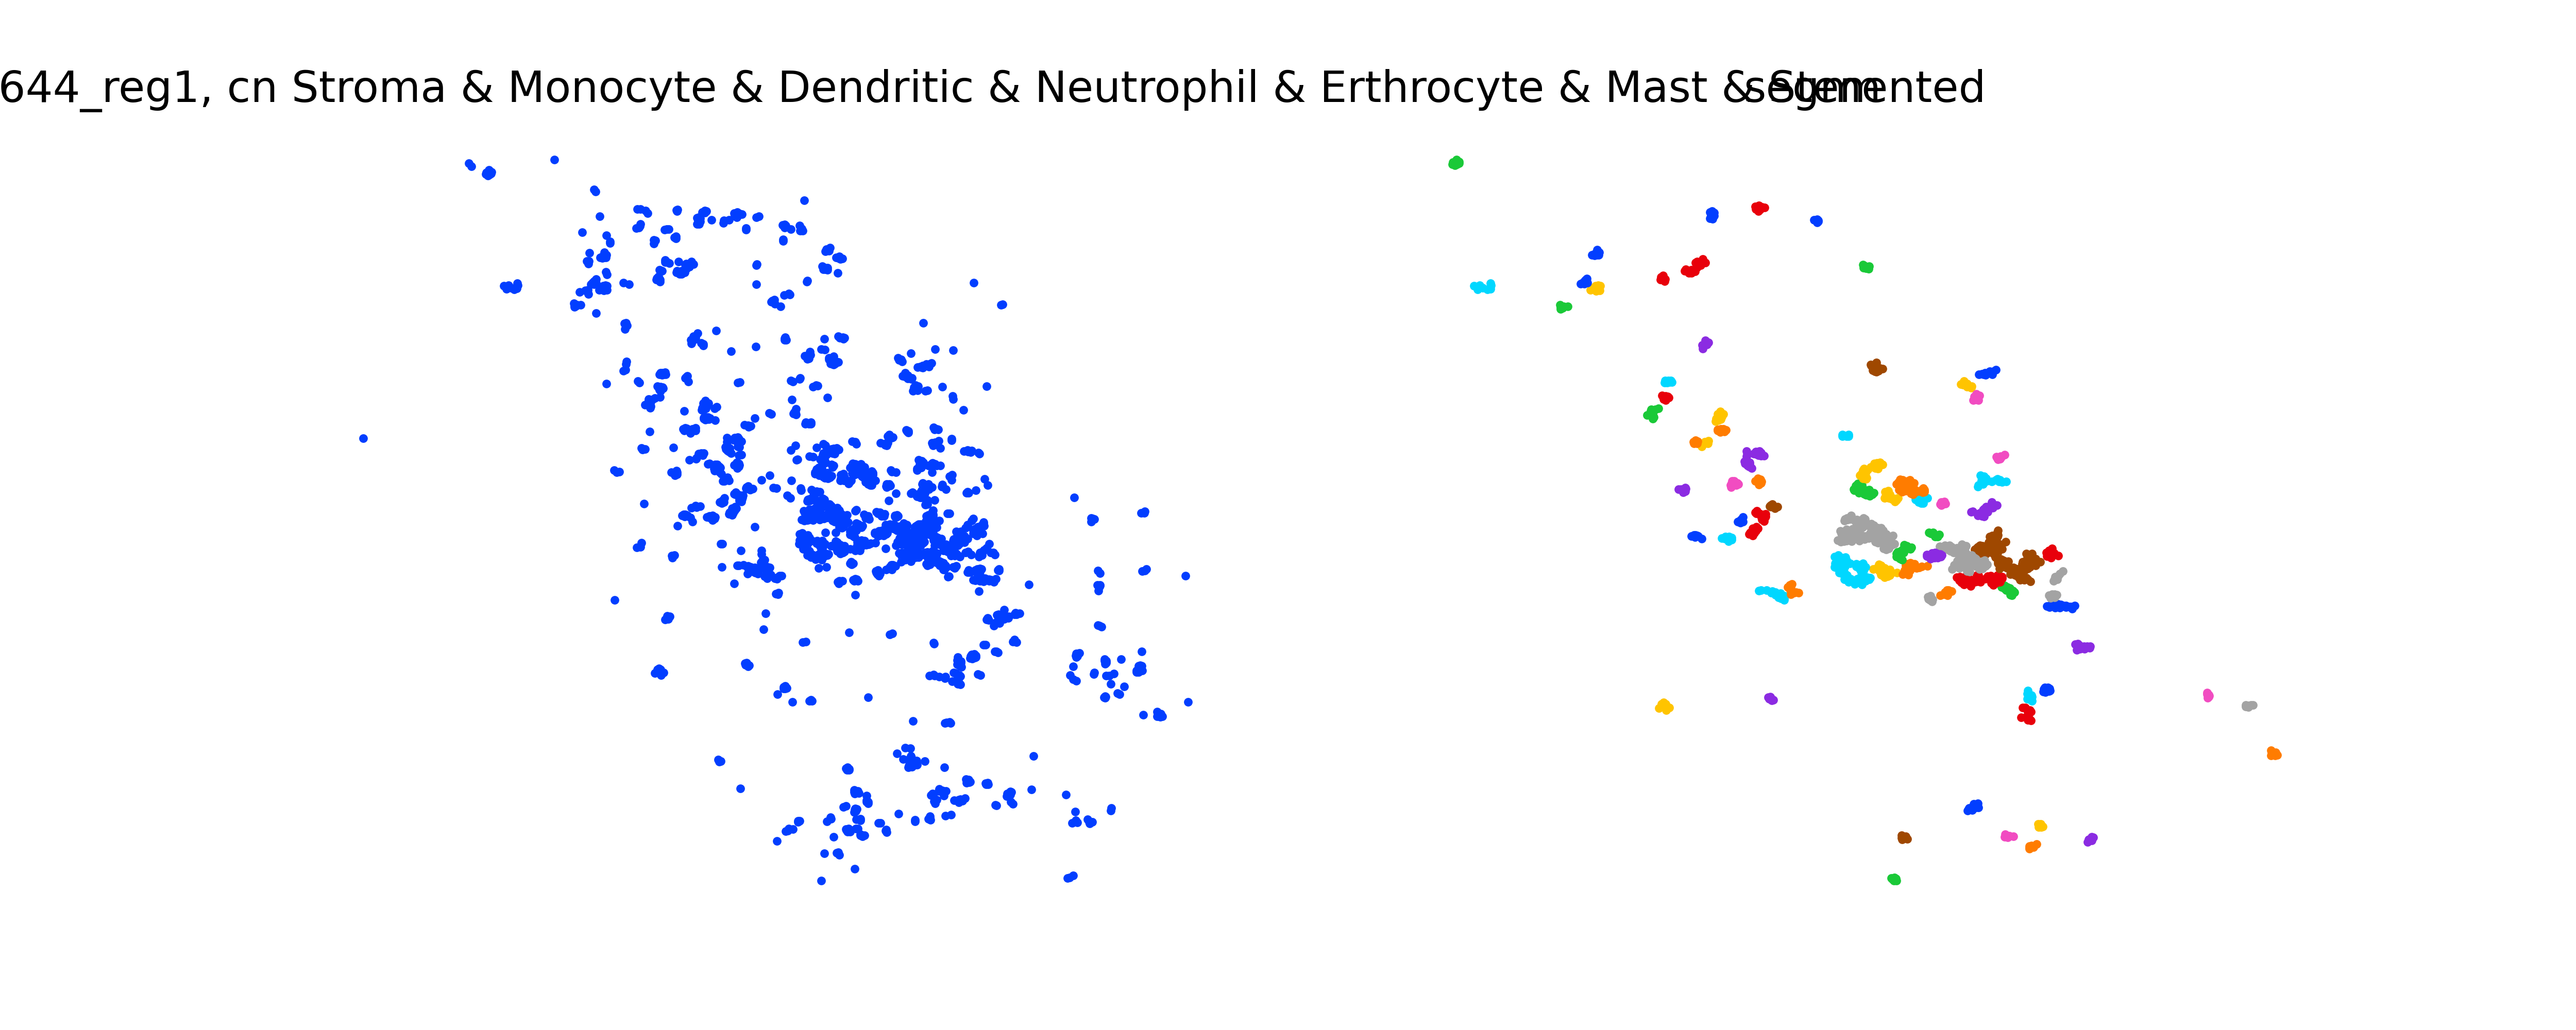 644_reg1, cn Stroma & Monocyte & Dendritic & Neutrophil & Erthrocyte & Mast & Stem
segmented